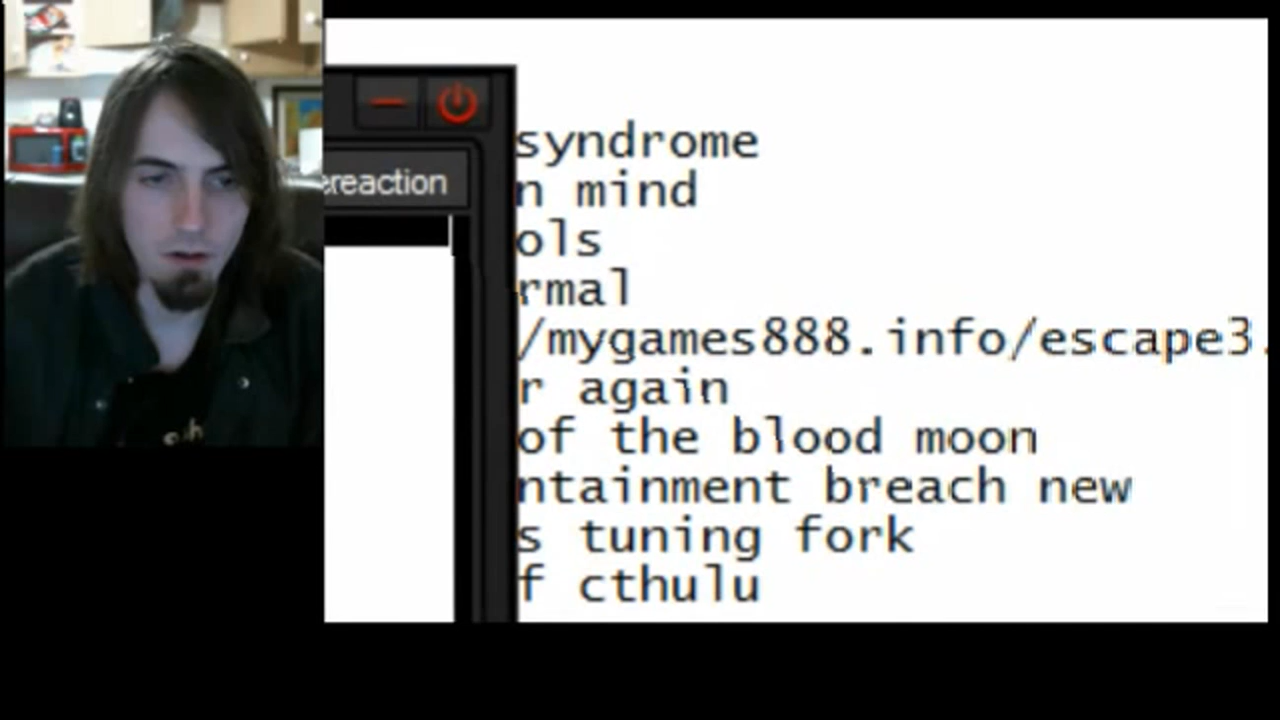 ereaction
syndrome
n mind
ols
rmal
/mygames888.info/escape3.
r again
of the blood moon
ntainment breach new
s tuning fork
f cthulu